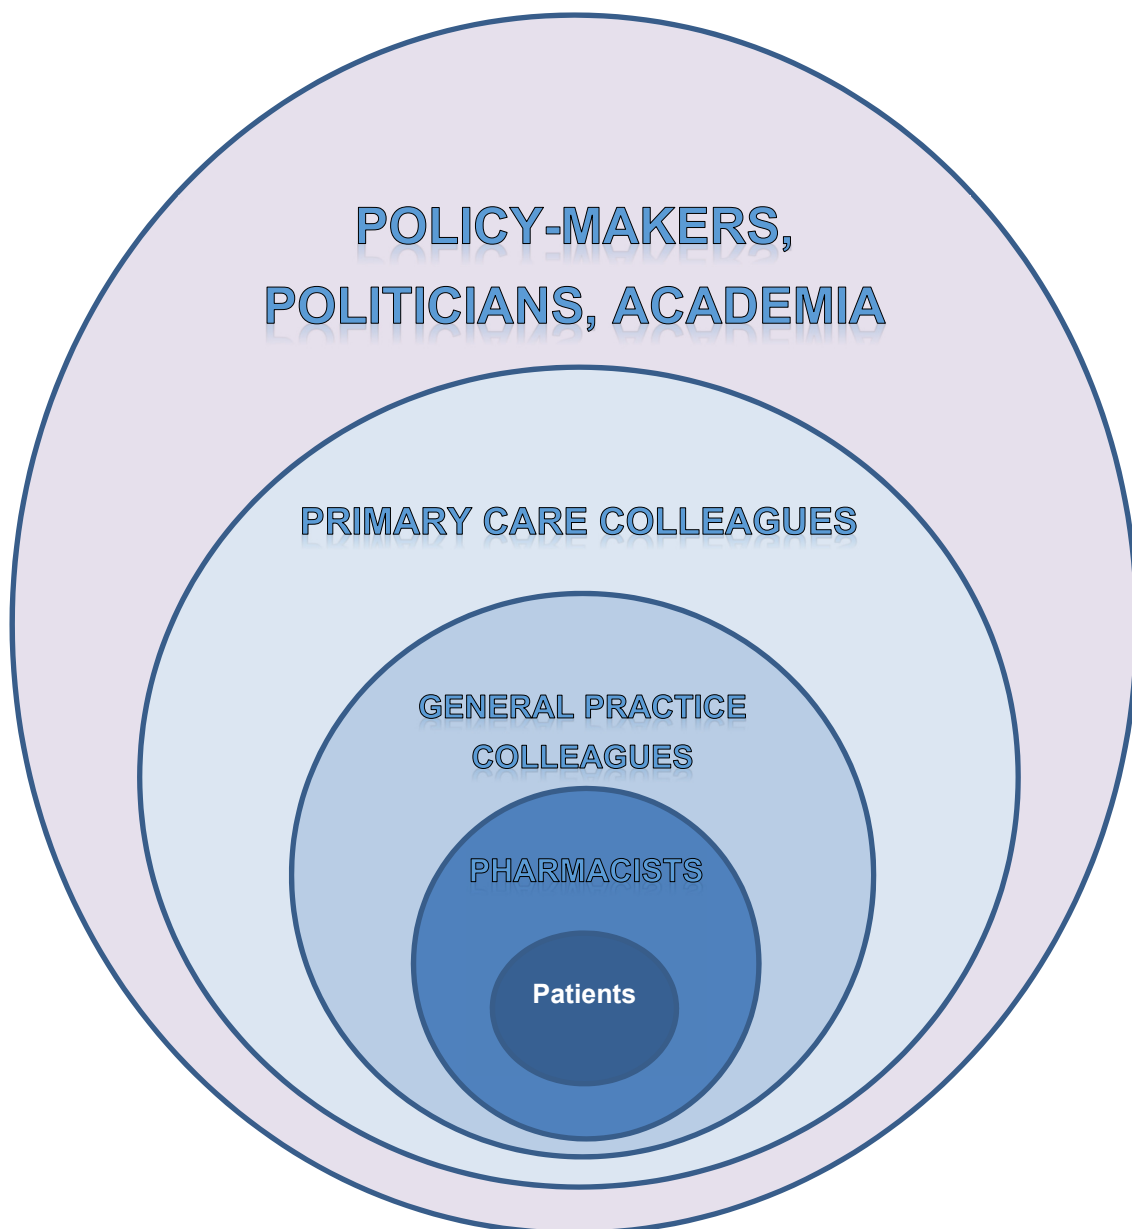 POLICY-MAKERS,
POLITICIANS, ACADEMIA
PRIMARY CARE COLLEAGUES
GENERAL PRACTICE
COLLEAGUES
PHARMACISTS
Patients